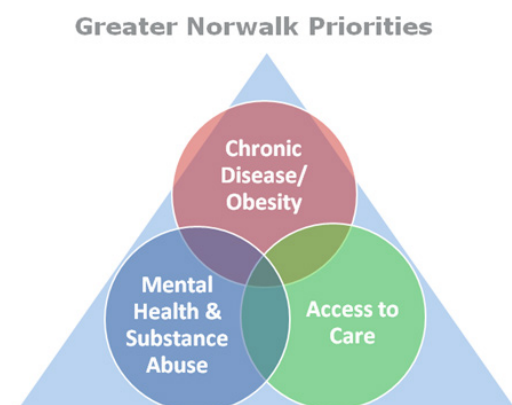 Greater Norwalk Priorities
Chronic
Disease/
Obesity
Mental
Health &
Substance
Abuse
Access to
Care